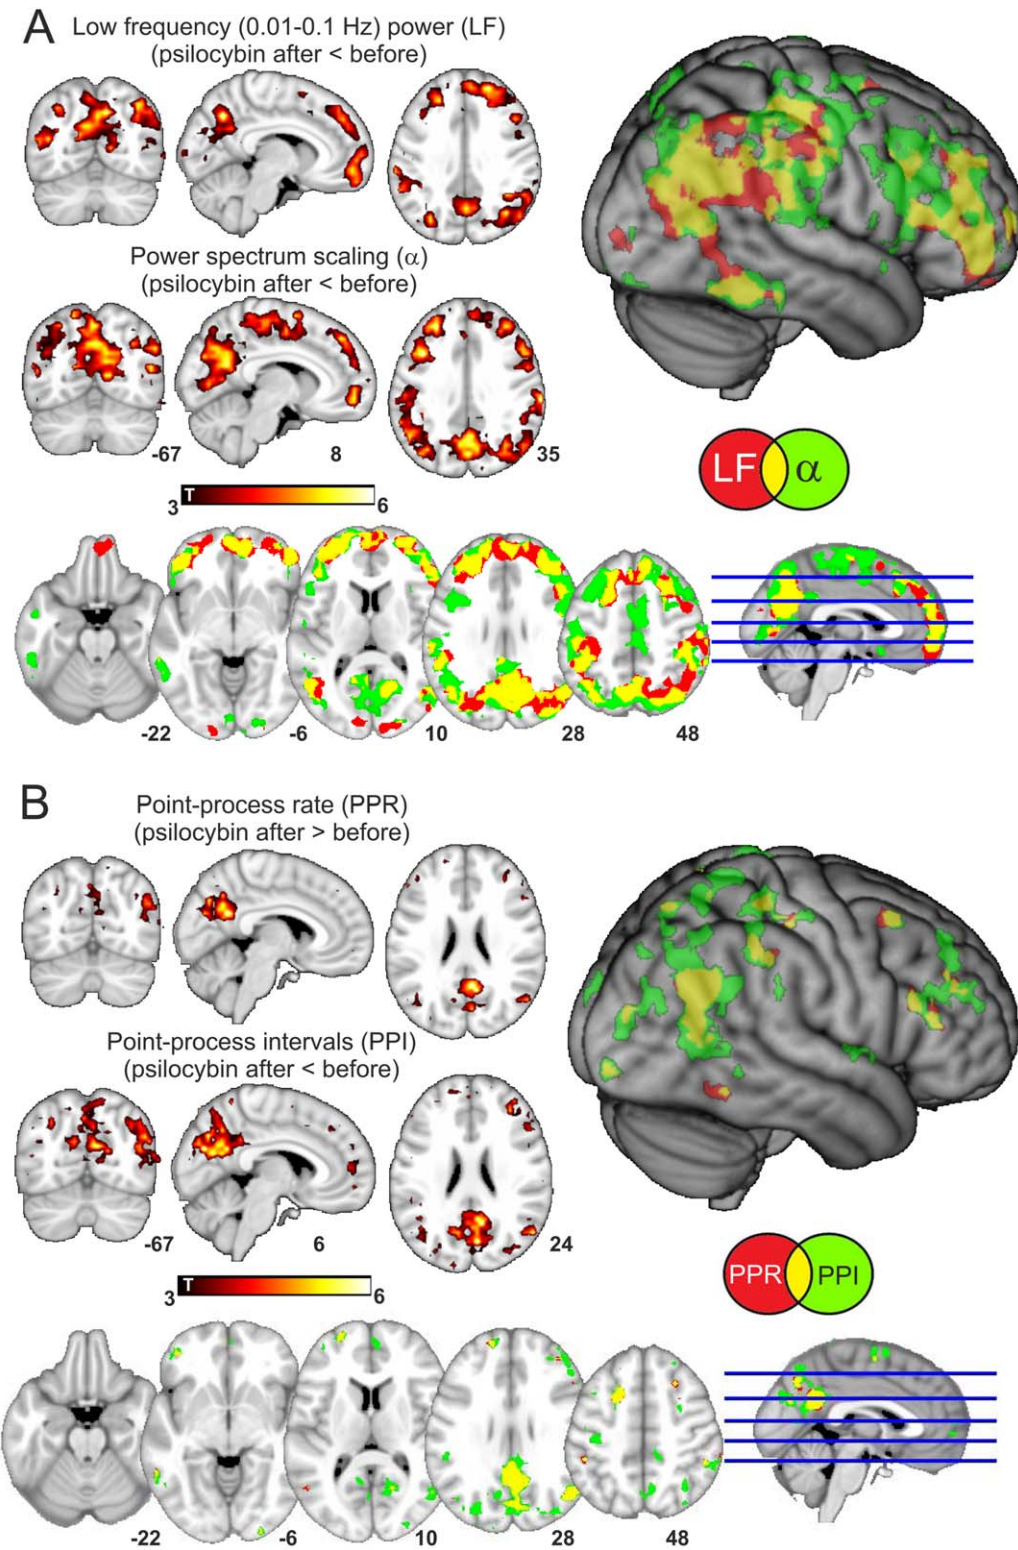 A
Low frequency (0.01-0.1 Hz) power (LF)
(psilocybin after < before)
Power spectrum scaling (α)
(psilocybin after < before)
-67 8 35
LF α
3 T 6
-22 -6 10 28 48
B
Point-process rate (PPR)
(psilocybin after > before)
Point-process intervals (PPI)
(psilocybin after < before)
-67 6 24
PPR PPI
3 T 6
-22 -6 10 28 48